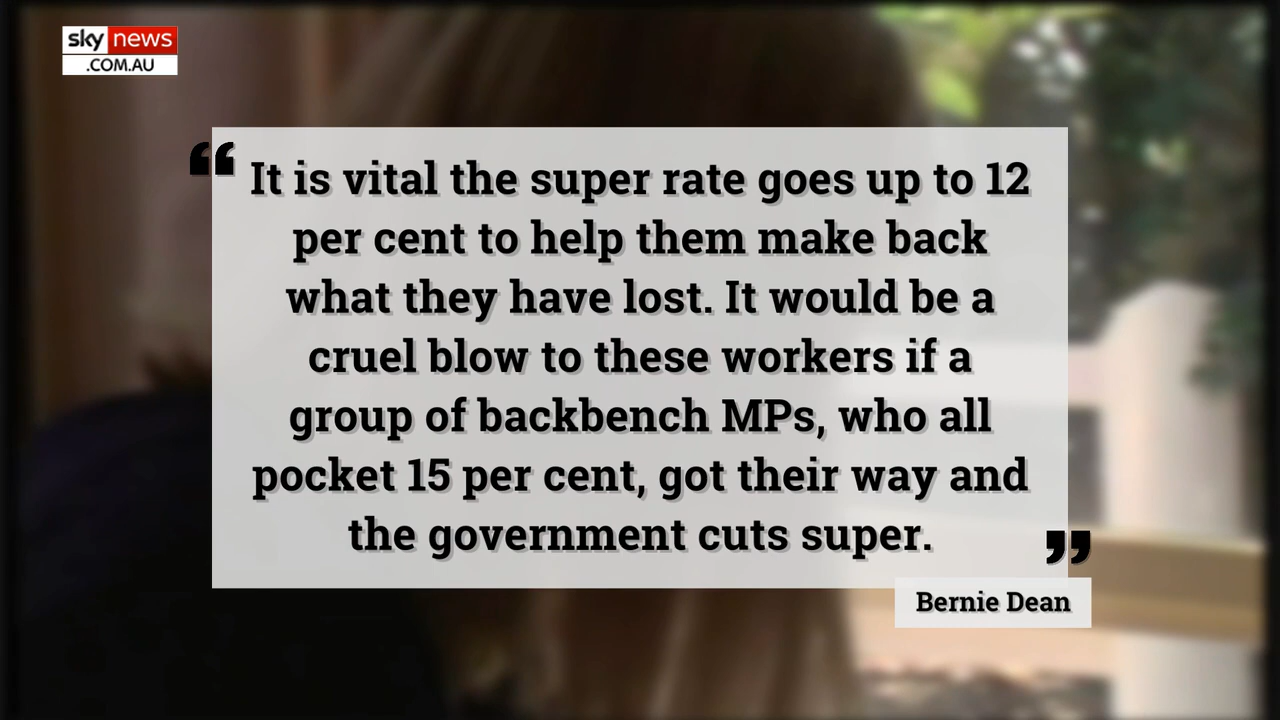 sky news
.COM.AU
“ It is vital the super rate goes up to 12
per cent to help them make back
what they have lost. It would be a
cruel blow to these workers if a
group of backbench MPs, who all
pocket 15 per cent, got their way and
the government cuts super. ”
Bernie Dean